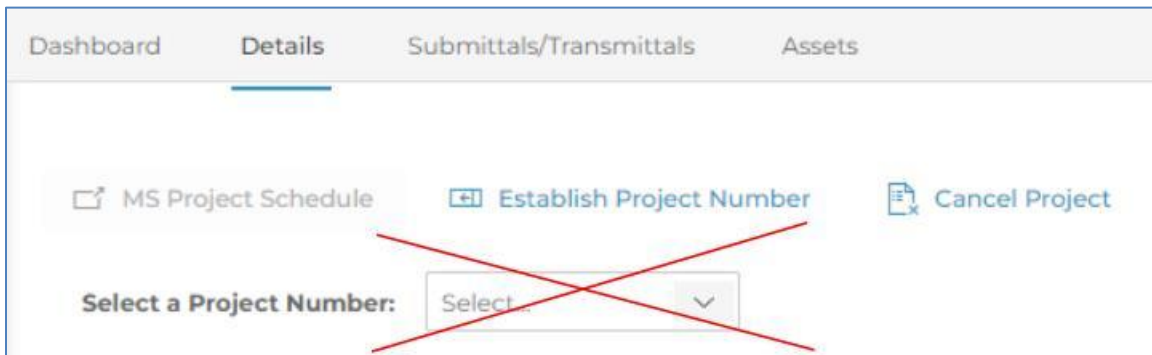 Dashboard Details Submittals/Transmittals Assets
MS Project Schedule Establish Project Number Cancel Project
Select a Project Number: Select...